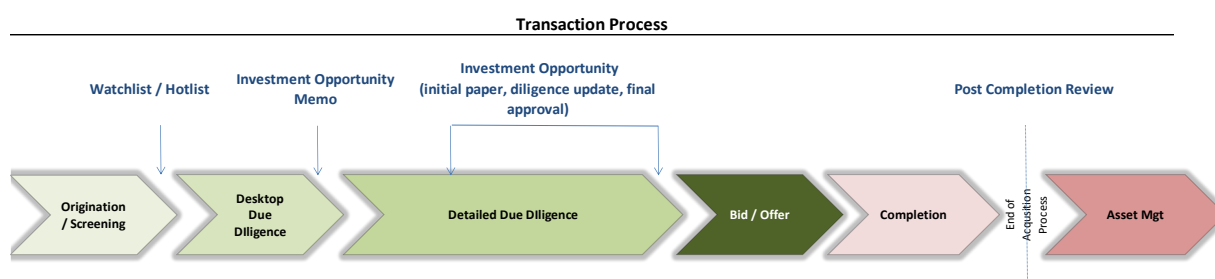 Transaction Process
Watchlist / Hotlist
Investment Opportunity
Memo
Investment Opportunity
(initial paper, diligence update, final
approval)
Post Completion Review
Origination
/ Screening
Desktop
Due
DIligence
Detailed Due DIligence
Bid / Offer
Completion
End of
Acqusition
Process
Asset Mgt